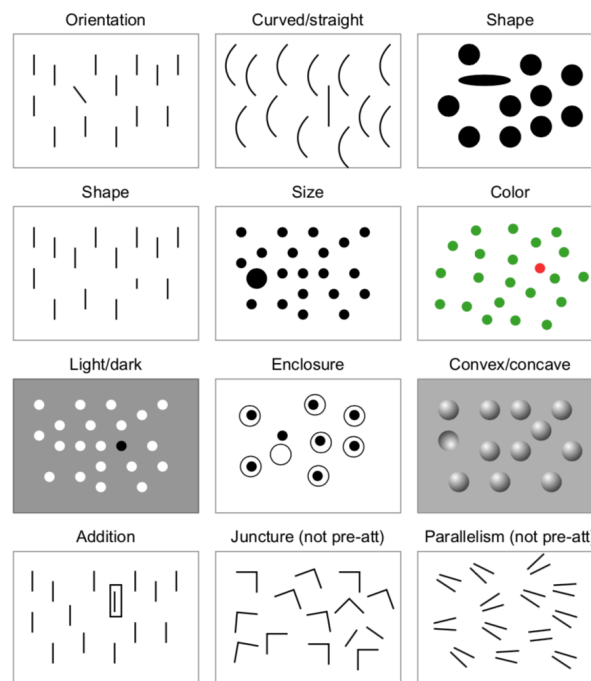 Orientation
Curved/straight
Shape
Shape
Size
Color
Light/dark
Enclosure
Convex/concave
Addition
Juncture (not pre-att)
Parallelism (not pre-att)